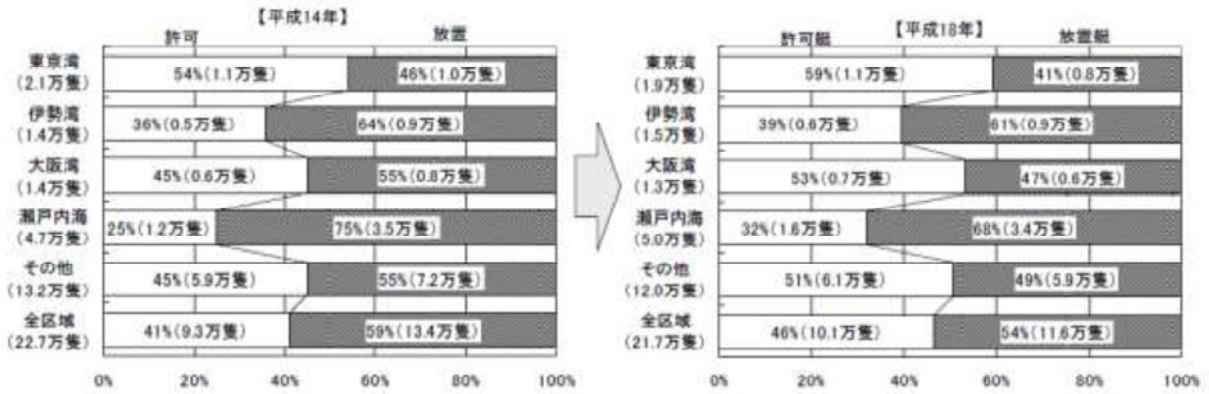 【平成14年】
許可 放置
東京湾
(2.1万隻)
54%(1.1万隻) 46%(1.0万隻)
伊勢湾
(1.4万隻)
36%(0.5万隻) 64%(0.9万隻)
大阪湾
(1.4万隻)
45%(0.6万隻) 55%(0.8万隻)
瀬戸内海
(4.7万隻)
25%(1.2万隻) 75%(3.5万隻)
その他
(13.2万隻)
45%(5.9万隻) 55%(7.2万隻)
全区域
(22.7万隻)
41%(9.3万隻) 59%(13.4万隻)
0% 20% 40% 60% 80% 100%
【平成18年】
許可艇 放置艇
東京湾
(1.9万隻)
59%(1.1万隻) 41%(0.8万隻)
伊勢湾
(1.5万隻)
39%(0.6万隻) 61%(0.9万隻)
大阪湾
(1.3万隻)
53%(0.7万隻) 47%(0.6万隻)
瀬戸内海
(5.0万隻)
32%(1.6万隻) 68%(3.4万隻)
その他
(12.0万隻)
51%(6.1万隻) 49%(5.9万隻)
全区域
(21.7万隻)
46%(10.1万隻) 54%(11.6万隻)
0% 20% 40% 60% 80% 100%